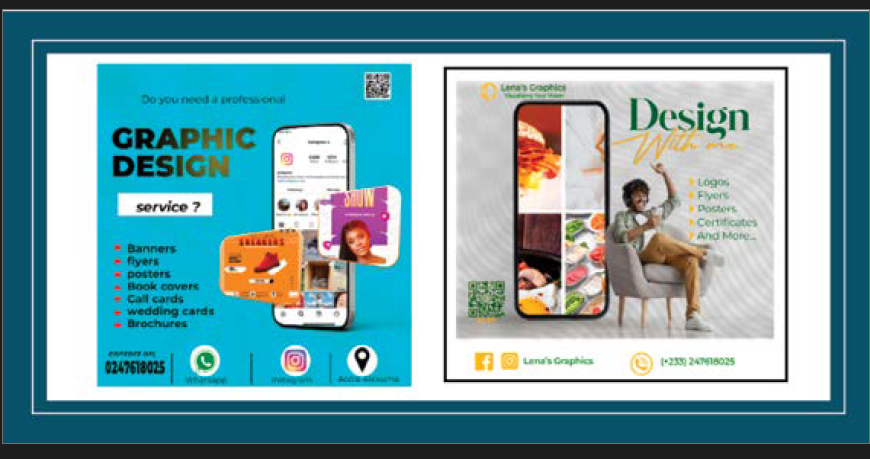 Do you need a professional
GRAPHIC
DESIGN
service ?
Banners
flyers
posters
Book covers
Call cards
wedding cards
Brochures
contact on:
0247618025
Whatsapp
Instagram
SHOW
SNEAKERS
Lena's Graphics
Visualizing Your Vision
Design
With me
Logos
Flyers
Posters
Certificates
And More...
Lena's Graphics
(+233) 247618025